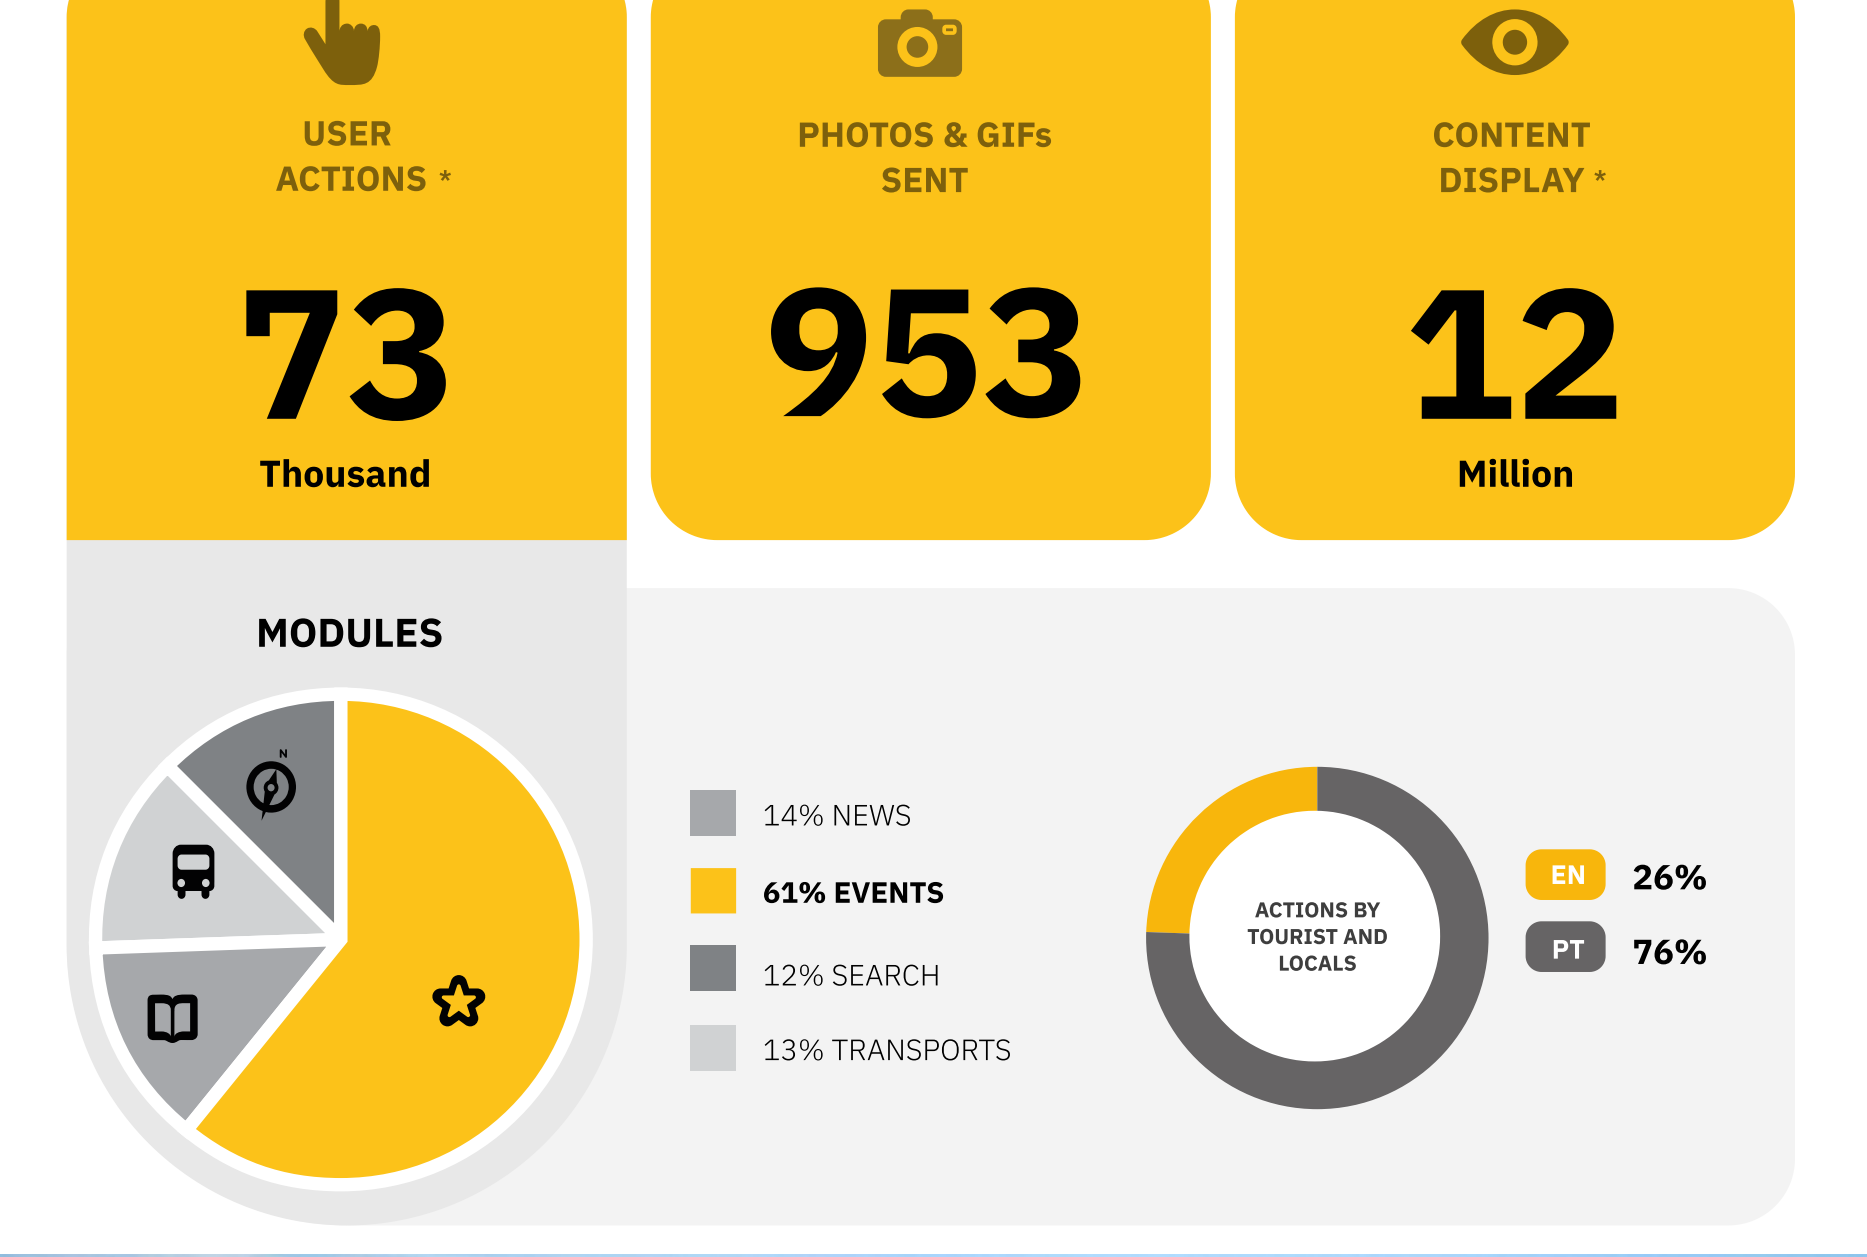 USER
ACTIONS *
73
Thousand
PHOTOS & GIFs
SENT
953
CONTENT
DISPLAY *
12
Million
MODULES
N
14% NEWS
61% EVENTS
12% SEARCH
13% TRANSPORTS
ACTIONS BY
TOURIST AND
LOCALS
EN 26%
PT 76%